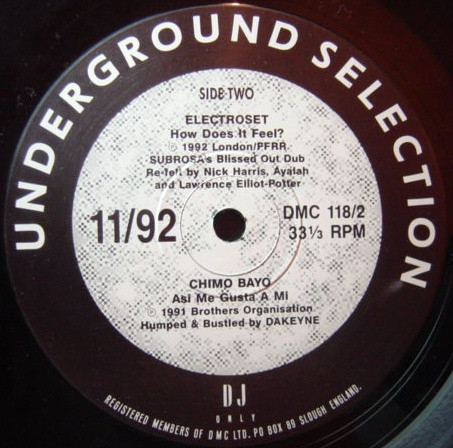 UNDERGROUND SELECTION
SIDE TWO
ELECTROSET
How Does It Feel?
℗ 1992 London/PFRR
SUBROSA's Blissed Out Dub
Re-fel' by Nick Harris, Ayalah
and Lawrence Elliot-Potter
11/92
DMC 118/2
33⅓ RPM
CHIMO BAYO
Asi Me Gusta A Mi
℗ 1991 Brothers Organisation
Humped & Bustled by DAKEYNE
DJ
ONLY
REGISTERED MEMBERS OF DMC LTD. PO BOX 89 SLOUGH ENGLAND.